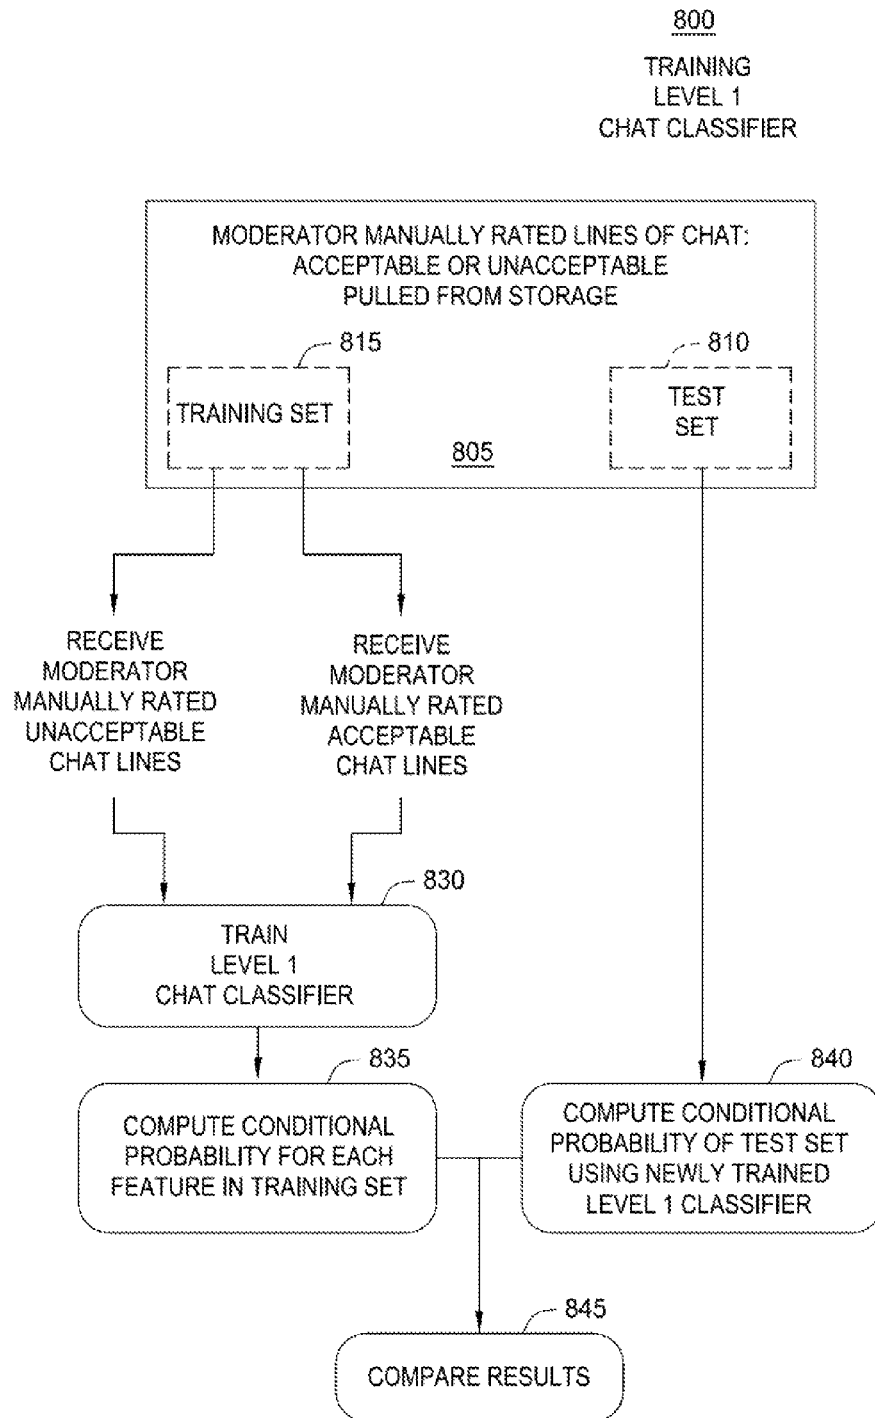 800
TRAINING
LEVEL 1
CHAT CLASSIFIER
MODERATOR MANUALLY RATED LINES OF CHAT:
ACCEPTABLE OR UNACCEPTABLE
PULLED FROM STORAGE
815
810
TRAINING SET
TEST
SET
805
RECEIVE
MODERATOR
MANUALLY RATED
UNACCEPTABLE
CHAT LINES
RECEIVE
MODERATOR
MANUALLY RATED
ACCEPTABLE
CHAT LINES
830
TRAIN
LEVEL 1
CHAT CLASSIFIER
835
COMPUTE CONDITIONAL
PROBABILITY FOR EACH
FEATURE IN TRAINING SET
840
COMPUTE CONDITIONAL
PROBABILITY OF TEST SET
USING NEWLY TRAINED
LEVEL 1 CLASSIFIER
845
COMPARE RESULTS